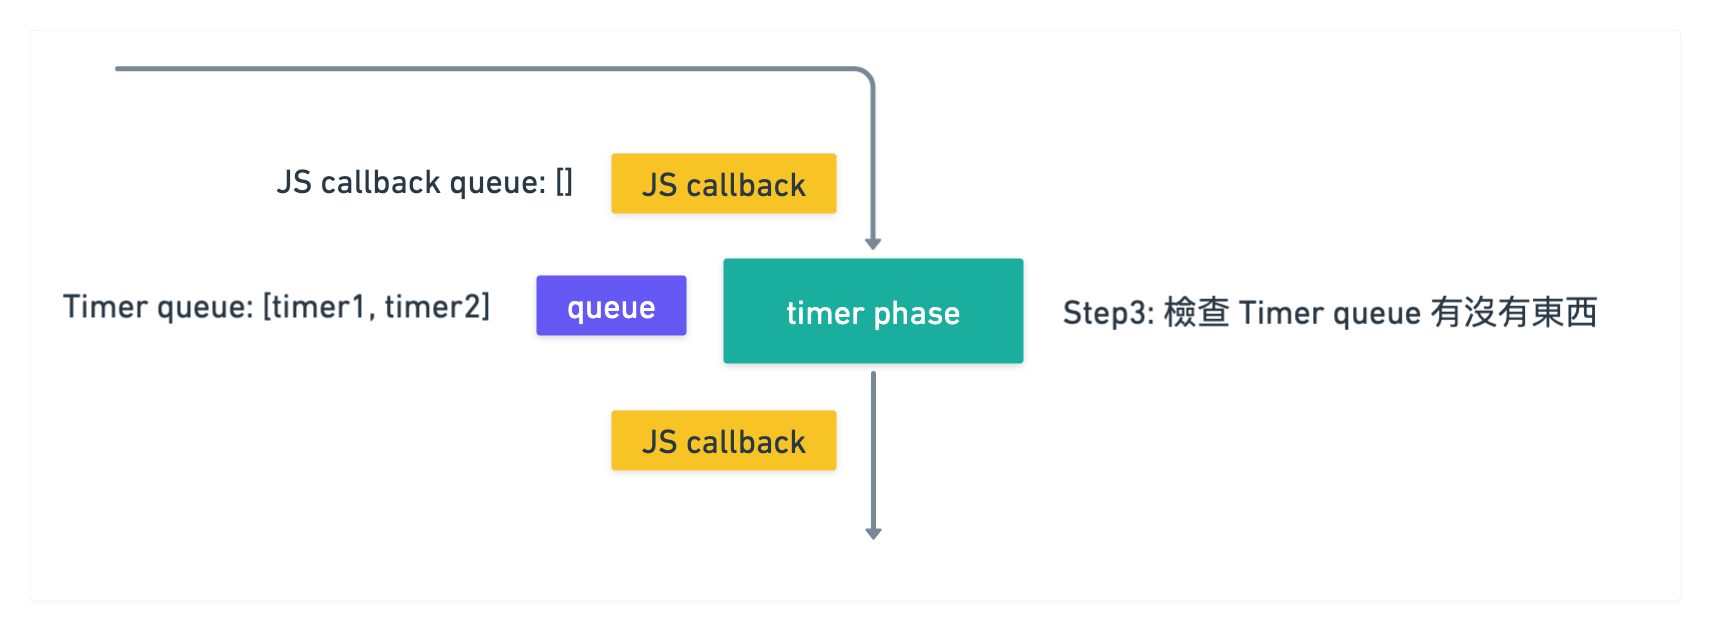 JS callback queue: []
JS callback
Timer queue: [timer1, timer2]
queue
timer phase
Step3: 檢查 Timer queue 有沒有東西
JS callback